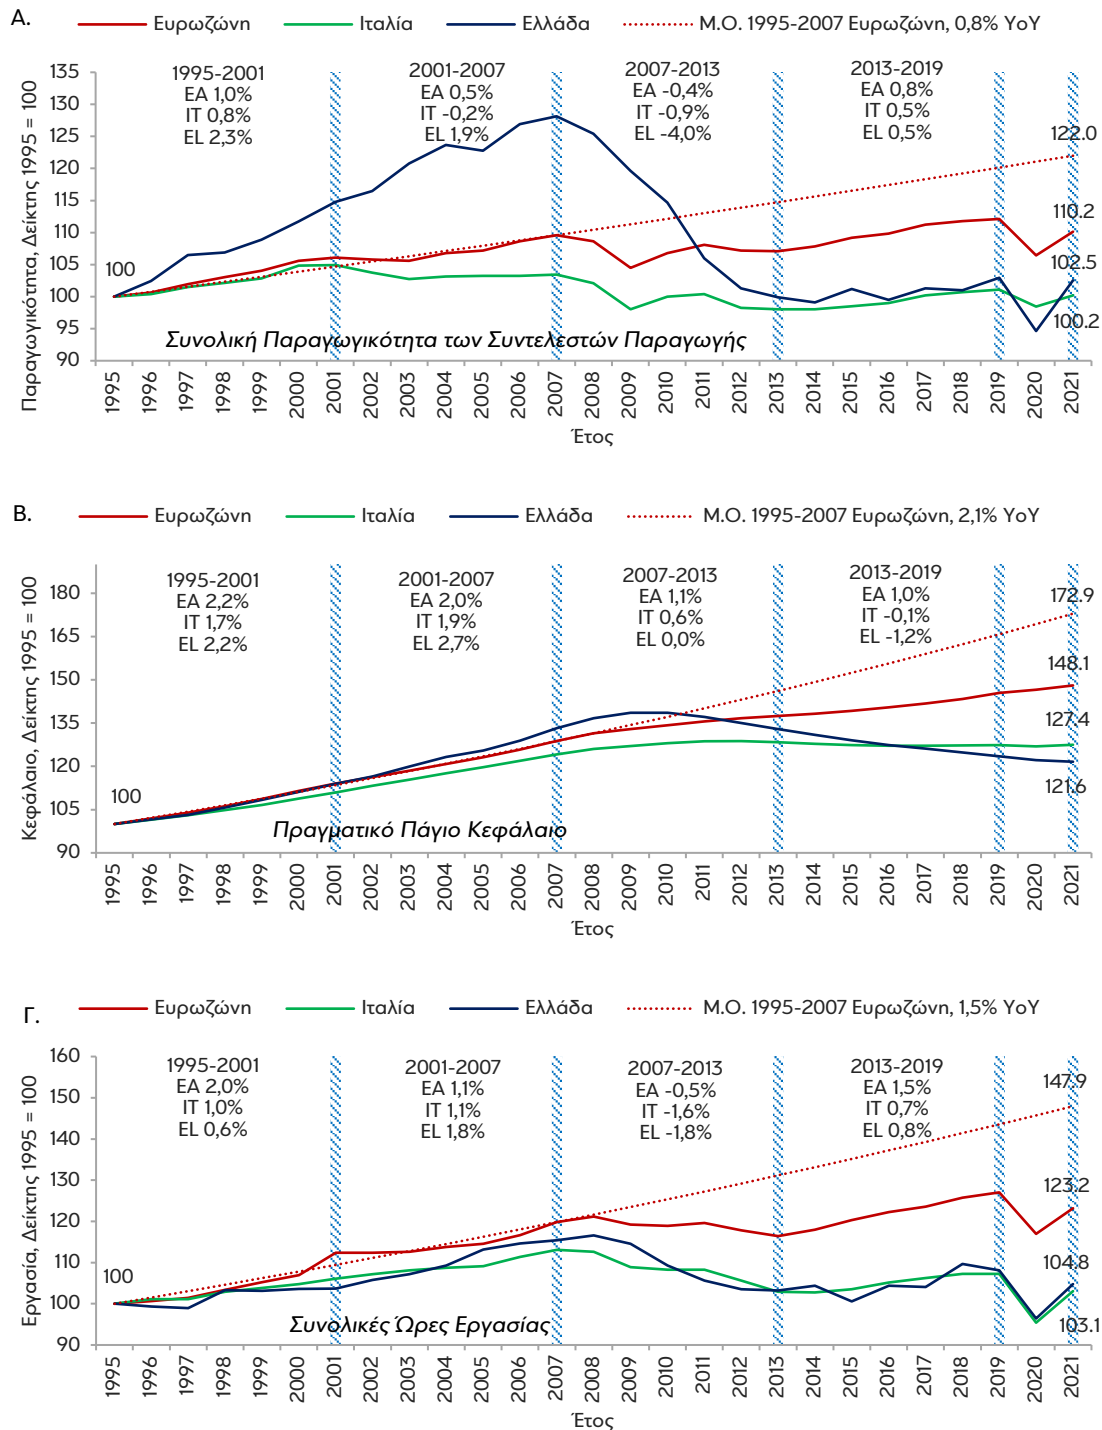 Α.
Ευρωζώνη Ιταλία Ελλάδα Μ.Ο. 1995-2007 Ευρωζώνη, 0,8% YoY
Παραγωγικότητα, Δείκτης 1995 = 100
135
130
125
120
115
110
105
100
95
90
1995-2001
EA 1,0%
IT 0,8%
EL 2,3%
2001-2007
EA 0,5%
IT -0,2%
EL 1,9%
2007-2013
EA -0,4%
IT -0,9%
EL -4,0%
2013-2019
EA 0,8%
IT 0,5%
EL 0,5%
100
122.0
110.2
102.5
100.2
Συνολική Παραγωγικότητα των Συντελεστών Παραγωγής
1995 1996 1997 1998 1999 2000 2001 2002 2003 2004 2005 2006 2007 2008 2009 2010 2011 2012 2013 2014 2015 2016 2017 2018 2019 2020 2021
Έτος
Β.
Ευρωζώνη Ιταλία Ελλάδα Μ.Ο. 1995-2007 Ευρωζώνη, 2,1% YoY
Κεφάλαιο, Δείκτης 1995 = 100
180
165
150
135
120
105
90
1995-2001
EA 2,2%
IT 1,7%
EL 2,2%
2001-2007
EA 2,0%
IT 1,9%
EL 2,7%
2007-2013
EA 1,1%
IT 0,6%
EL 0,0%
2013-2019
EA 1,0%
IT -0,1%
EL -1,2%
100
172.9
148.1
127.4
121.6
Πραγματικό Πάγιο Κεφάλαιο
1995 1996 1997 1998 1999 2000 2001 2002 2003 2004 2005 2006 2007 2008 2009 2010 2011 2012 2013 2014 2015 2016 2017 2018 2019 2020 2021
Έτος
Γ.
Ευρωζώνη Ιταλία Ελλάδα Μ.Ο. 1995-2007 Ευρωζώνη, 1,5% YoY
Εργασία, Δείκτης 1995 = 100
160
150
140
130
120
110
100
90
1995-2001
EA 2,0%
IT 1,0%
EL 0,6%
2001-2007
EA 1,1%
IT 1,1%
EL 1,8%
2007-2013
EA -0,5%
IT -1,6%
EL -1,8%
2013-2019
EA 1,5%
IT 0,7%
EL 0,8%
100
147.9
123.2
104.8
103.1
Συνολικές Ώρες Εργασίας
1995 1996 1997 1998 1999 2000 2001 2002 2003 2004 2005 2006 2007 2008 2009 2010 2011 2012 2013 2014 2015 2016 2017 2018 2019 2020 2021
Έτος